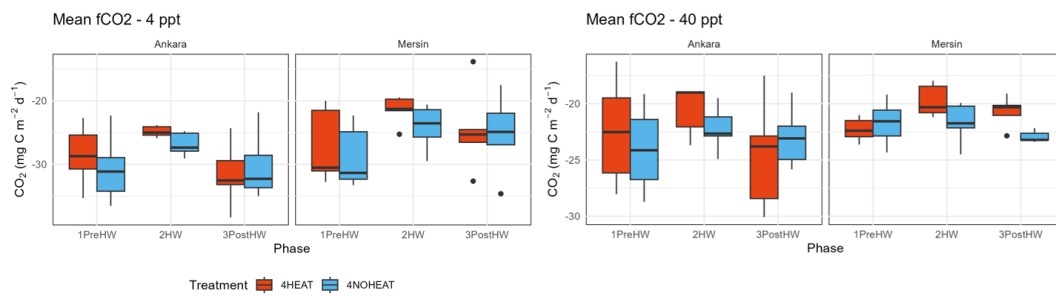 Mean fCO2 - 4 ppt
Ankara
Mersin
CO2 (mg C m−2 d−1)
-20
-30
1PreHW
2HW
3PostHW
1PreHW
2HW
3PostHW
Phase
Treatment 4HEAT 4NOHEAT
Mean fCO2 - 40 ppt
Ankara
Mersin
CO2 (mg C m−2 d−1)
-20
-25
-30
1PreHW
2HW
3PostHW
1PreHW
2HW
3PostHW
Phase